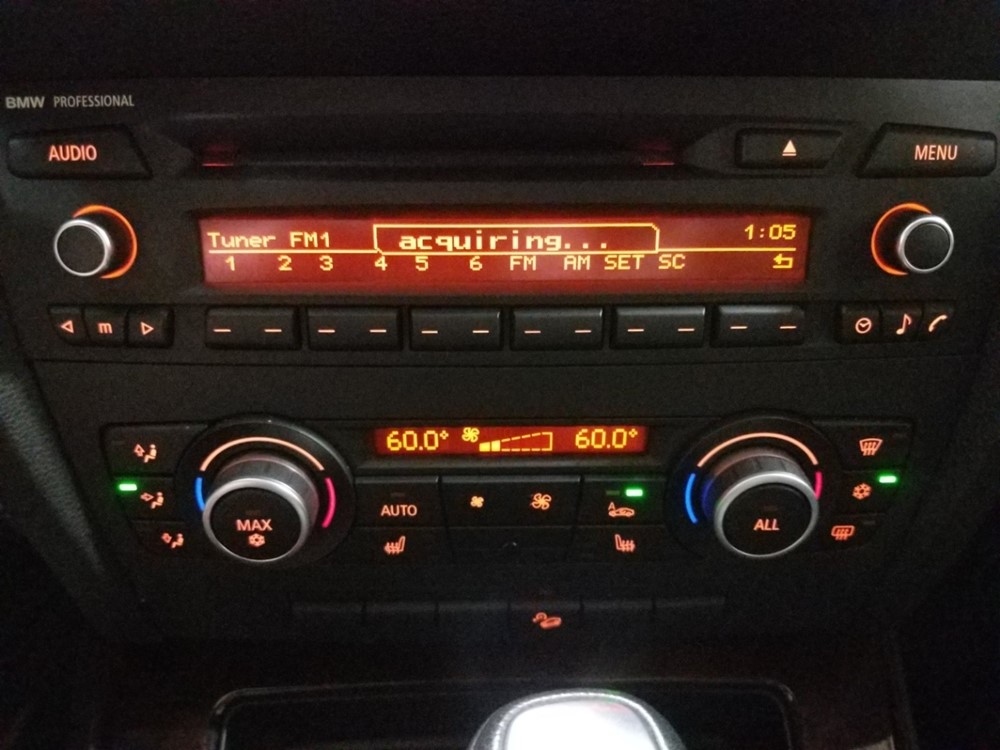 BMW PROFESSIONAL
AUDIO
MENU
Tuner FM1 acquiring... 1:05
1 2 3 4 5 6 FM AM SET SC
m
60.0° 60.0°
AUTO
A
MAX
ALL